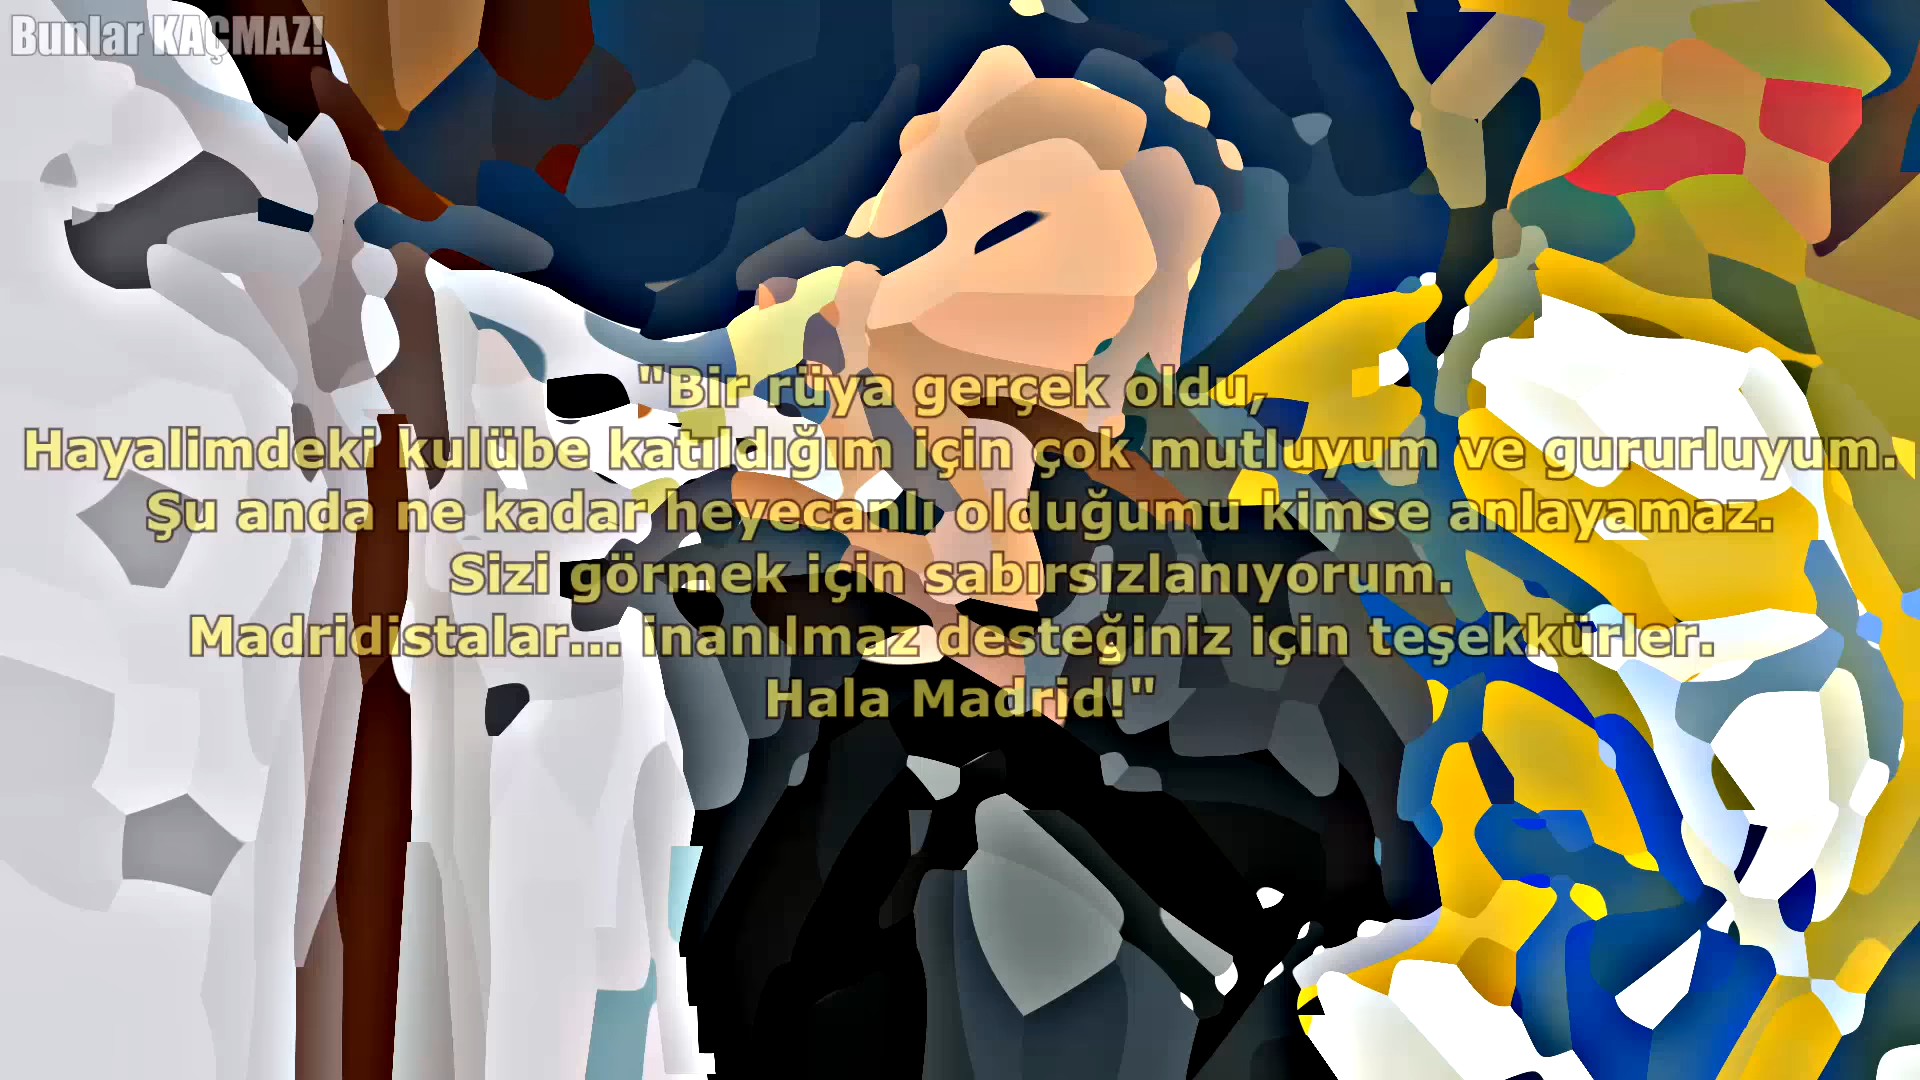 Bunlar KAÇMAZ!
"Bir rüya gerçek oldu,
Hayalimdeki kulübe katıldığım için çok mutluyum ve gururluyum.
Şu anda ne kadar heyecanlı olduğumu kimse anlayamaz.
Sizi görmek için sabırsızlanıyorum.
Madridistalar... inanılmaz desteğiniz için teşekkürler.
Hala Madrid!"